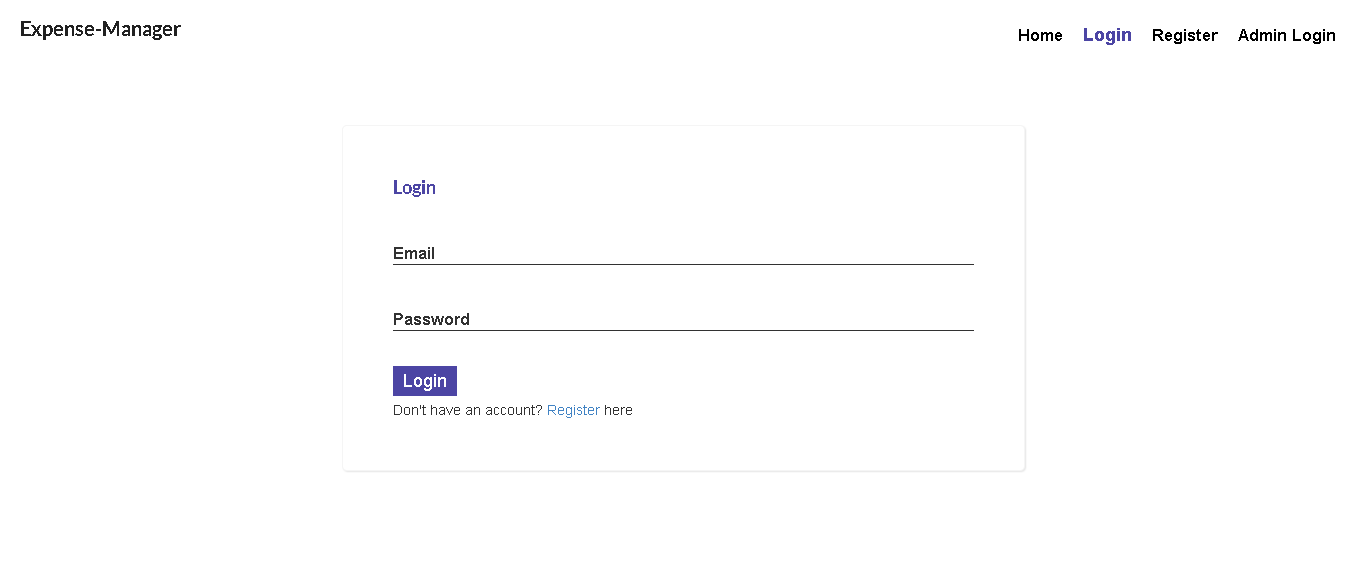 Expense-Manager
Home Login Register Admin Login
Login
Email
Password
Login
Don't have an account? Register here